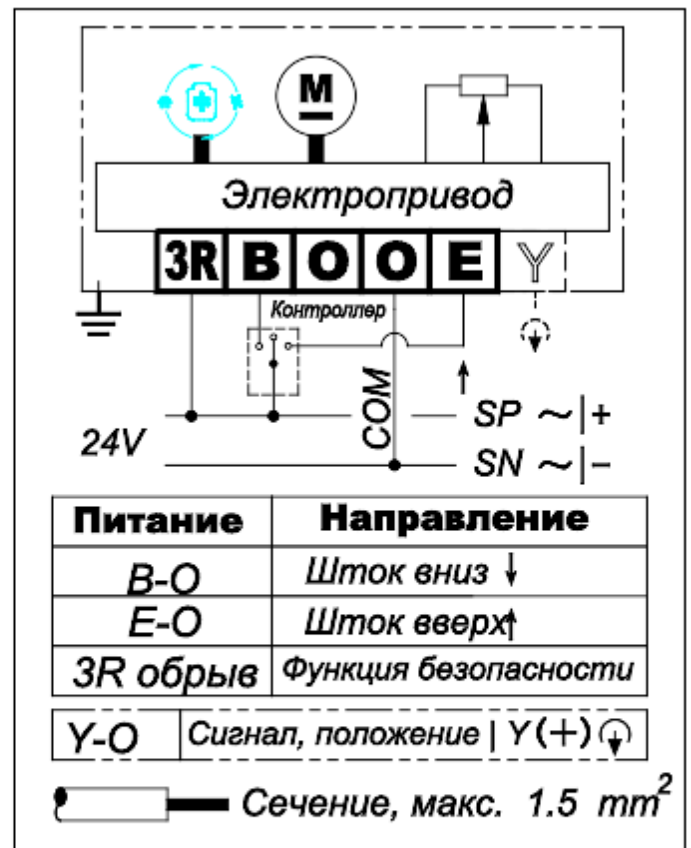 M
Электропривод
3R B O O E Y
Контроллер
COM
24V
SP ~|+
SN ~|-
Питание Направление
B-O Шток вниз ↓
E-O Шток вверх↑
3R обрыв Функция безопасности
Y-O Сигнал, положение | Y(+)
Сечение, макс. 1.5 mm²